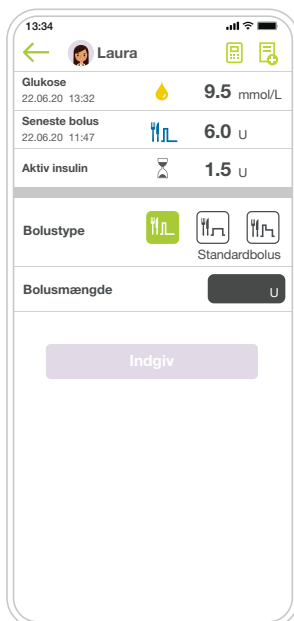 13:34
Laura
Glukose
22.06.20 13:32
9.5 mmol/L
Seneste bolus
22.06.20 11:47
6.0 U
Aktiv insulin
1.5 U
Bolustype
Standardbolus
Bolusmængde
U
Indgiv